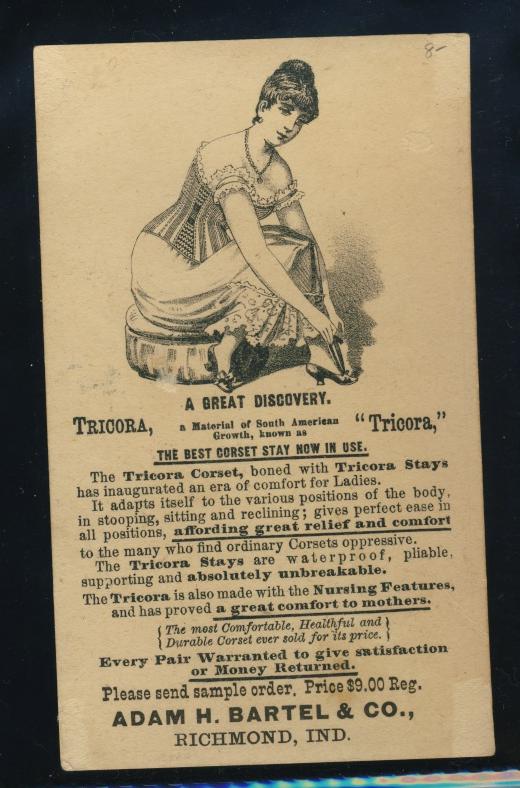 8-
A GREAT DISCOVERY.
TRICORA, a Material of South American Growth, known as "Tricora,"
THE BEST CORSET STAY NOW IN USE.
The Tricora Corset, boned with Tricora Stays
has inaugurated an era of comfort for Ladies.
It adapts itself to the various positions of the body,
in stooping, sitting and reclining; gives perfect ease in
all positions, affording great relief and comfort
to the many who find ordinary Corsets oppressive.
The Tricora Stays are waterproof, pliable,
supporting and absolutely unbreakable.
The Tricora is also made with the Nursing Features,
and has proved a great comfort to mothers.
{ The most Comfortable, Healthful and }
{ Durable Corset ever sold for its price. }
Every Pair Warranted to give satisfaction
or Money Returned.
Please send sample order. Price $9.00 Reg.
ADAM H. BARTEL & CO.,
RICHMOND, IND.